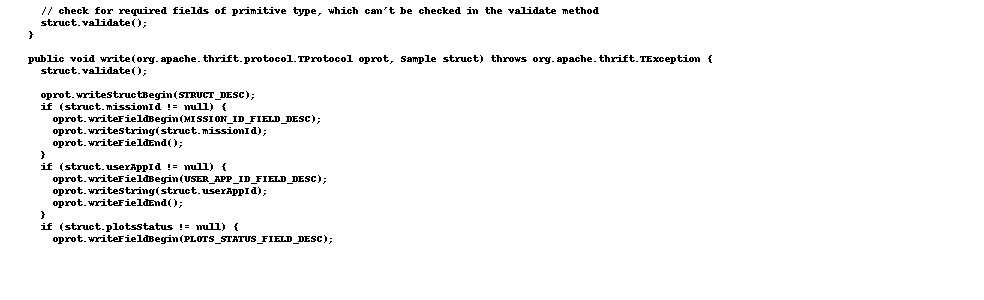 // check for required fields of primitive type, which can't be checked in the validate method
struct.validate();
}
public void write(org.apache.thrift.protocol.TProtocol oprot, Sample struct) throws org.apache.thrift.TException {
struct.validate();
oprot.writeStructBegin(STRUCT_DESC);
if (struct.missionId != null) {
oprot.writeFieldBegin(MISSION_ID_FIELD_DESC);
oprot.writeString(struct.missionId);
oprot.writeFieldEnd();
}
if (struct.userAppId != null) {
oprot.writeFieldBegin(USER_APP_ID_FIELD_DESC);
oprot.writeString(struct.userAppId);
oprot.writeFieldEnd();
}
if (struct.plotsStatus != null) {
oprot.writeFieldBegin(PLOTS_STATUS_FIELD_DESC);